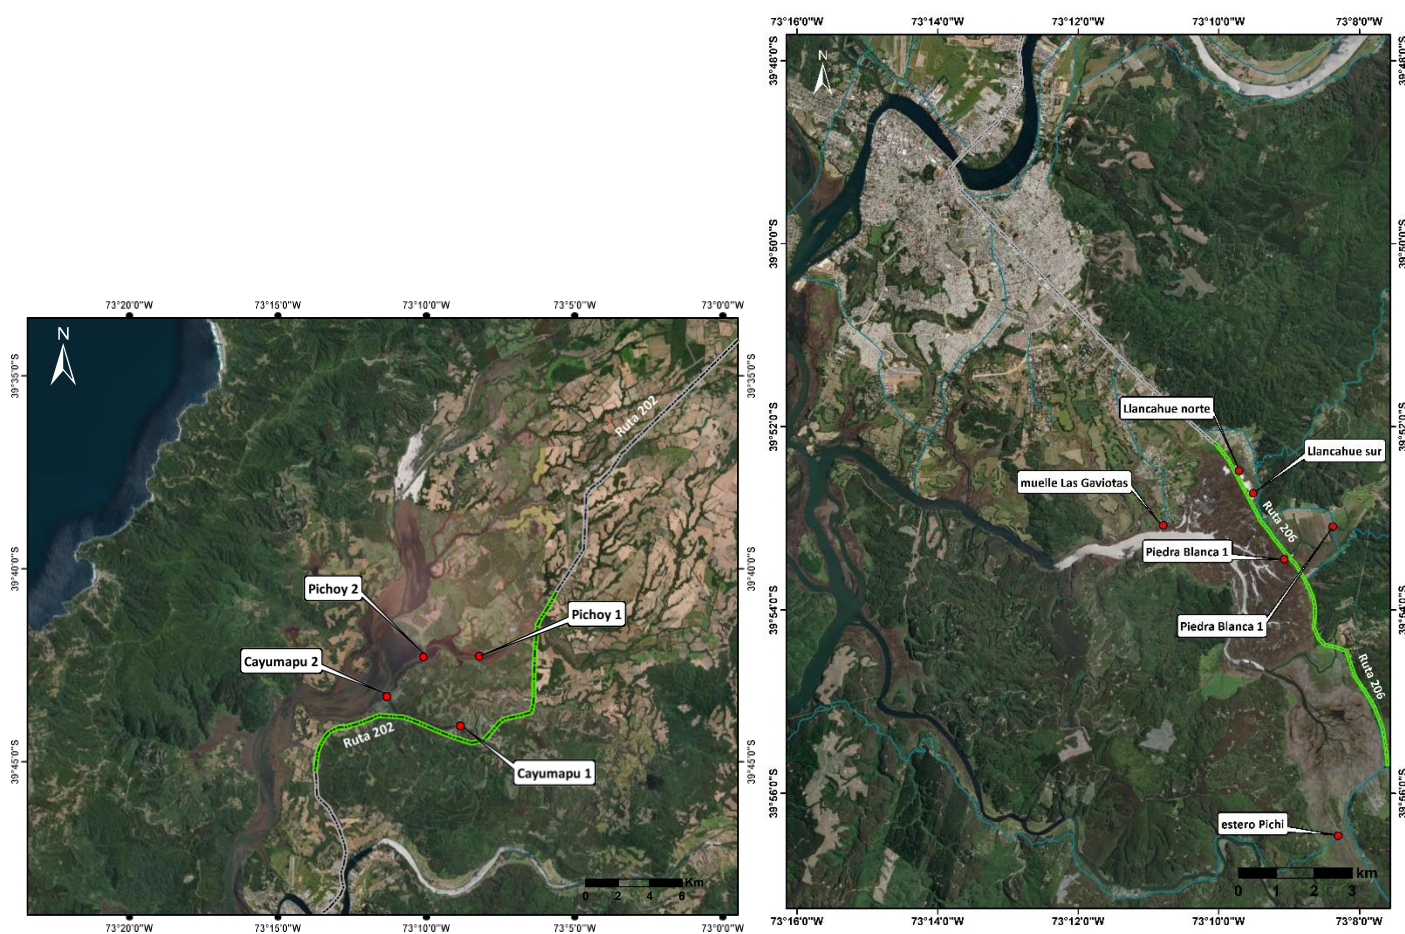 73°20'0"W 73°15'0"W 73°10'0"W 73°5'0"W 73°0'0"W
N
39°35'0"S 39°35'0"S
Ruta 202
39°40'0"S 39°40'0"S
Pichoy 2
Pichoy 1
Cayumapu 2
Ruta 202
39°45'0"S 39°45'0"S
Cayumapu 1
Km
0 2 4 6
73°20'0"W 73°15'0"W 73°10'0"W 73°5'0"W 73°0'0"W
73°16'0"W 73°14'0"W 73°12'0"W 73°10'0"W 73°8'0"W
39°48'0"S 39°48'0"S
N
39°50'0"S 39°50'0"S
Llancahue norte
39°52'0"S 39°52'0"S
Llancahue sur
muelle Las Gaviotas
Ruta 206
Piedra Blanca 1
39°54'0"S 39°54'0"S
Piedra Blanca 1
Ruta 206
39°56'0"S 39°56'0"S
estero Pichi
km
0 1 2 3
73°16'0"W 73°14'0"W 73°12'0"W 73°10'0"W 73°8'0"W